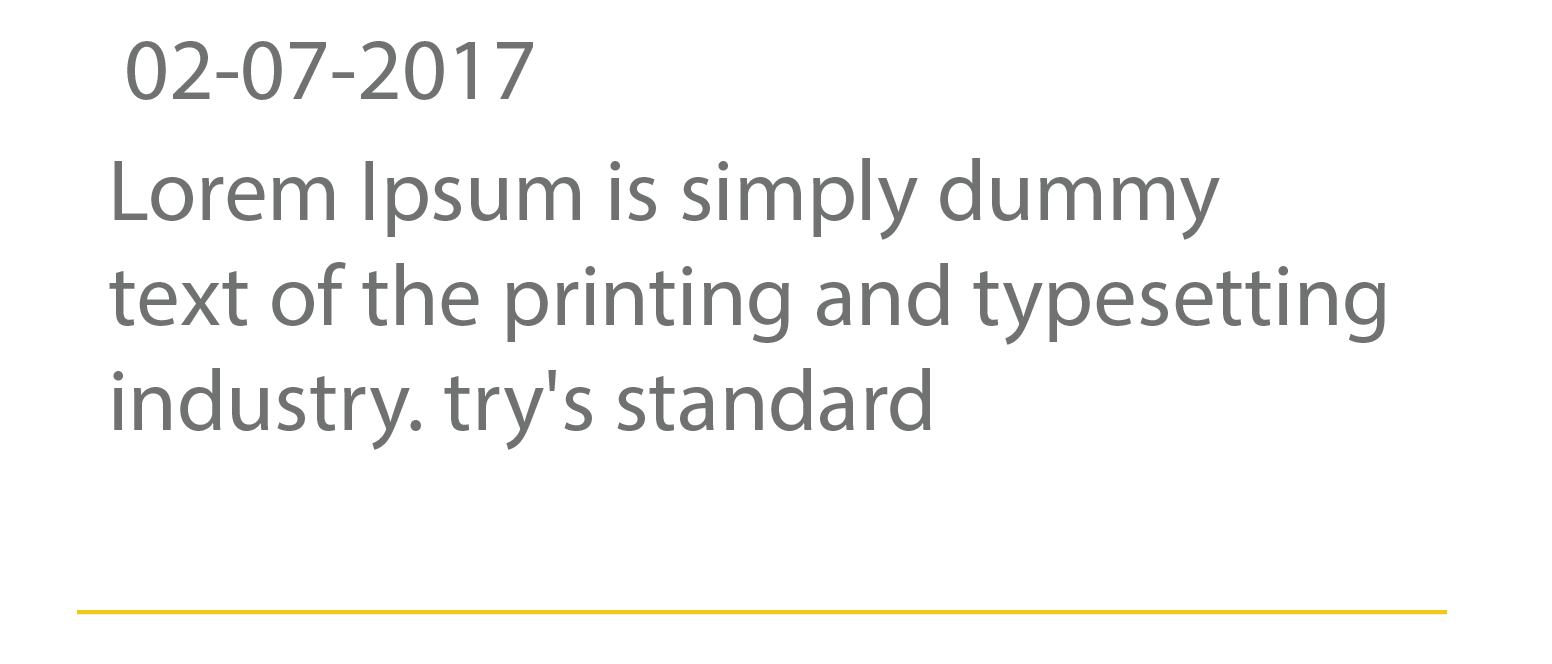 02-07-2017
Lorem Ipsum is simply dummy
text of the printing and typesetting
industry. try's standard